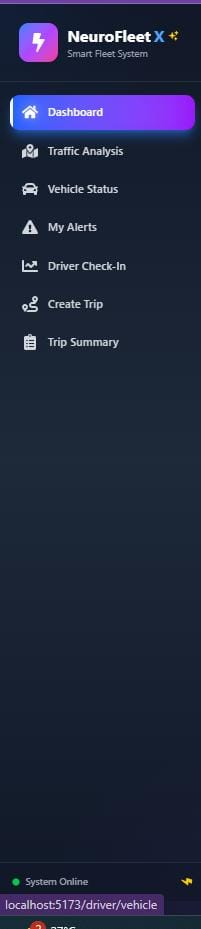 NeuroFleet X
Smart Fleet System
Dashboard
Traffic Analysis
Vehicle Status
My Alerts
Driver Check-In
Create Trip
Trip Summary
System Online
localhost:5173/driver/vehicle
2